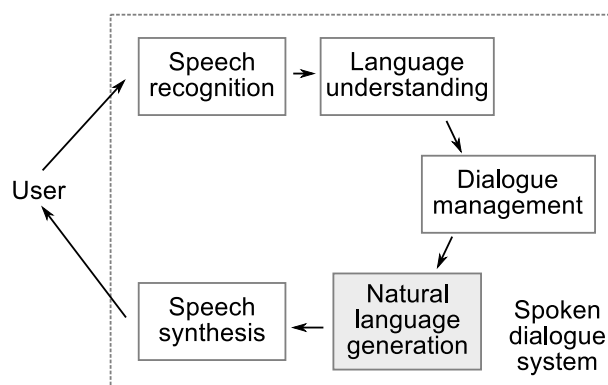 Speech
recognition
Language
understanding
User
Dialogue
management
Speech
synthesis
Natural
language
generation
Spoken
dialogue
system